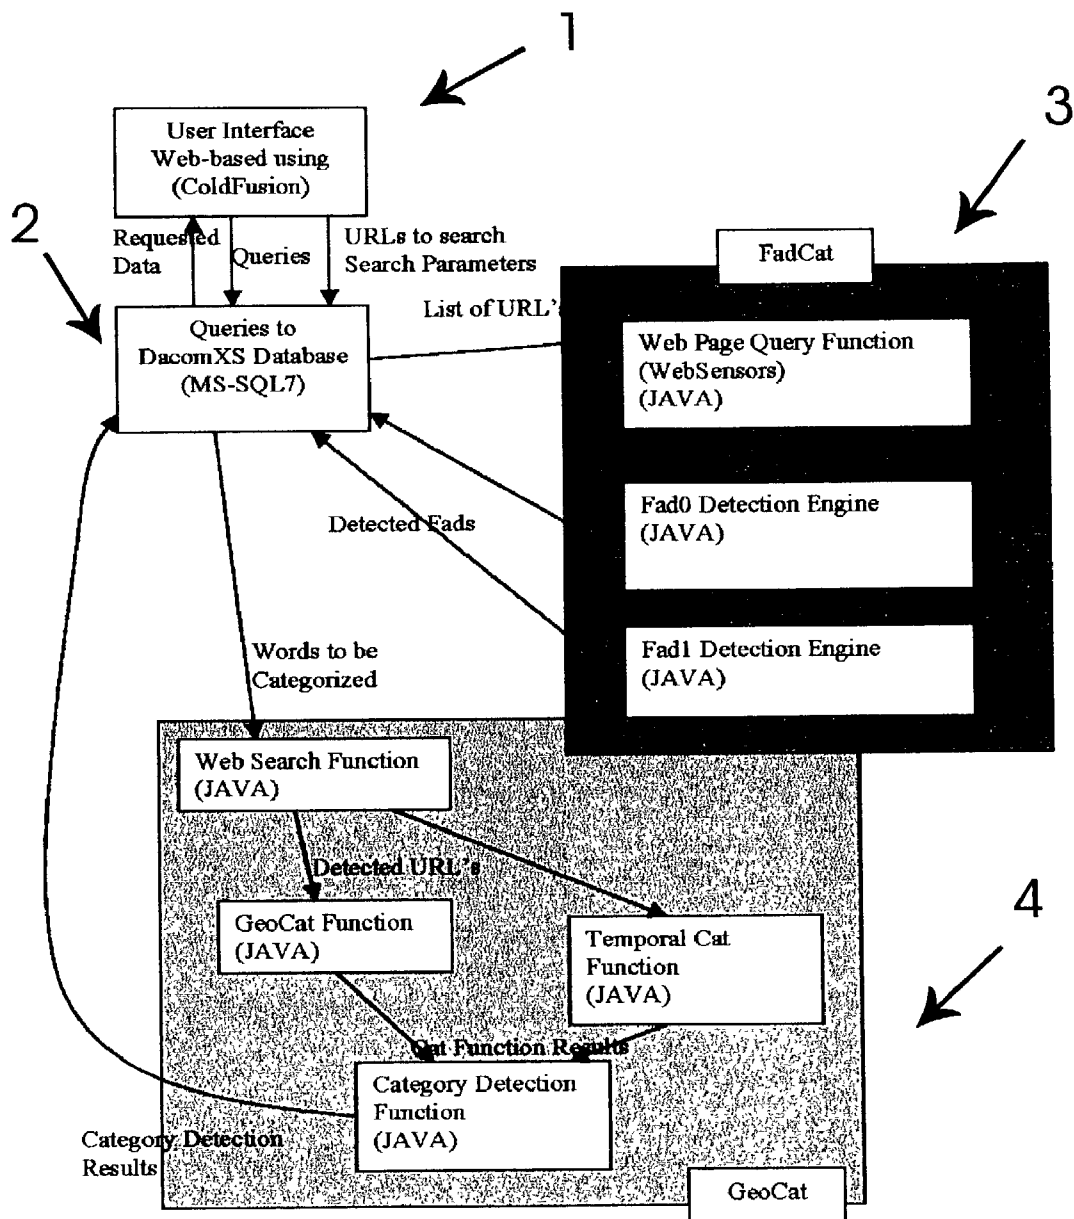 1
User Interface
Web-based using
(ColdFusion)
3
2
Requested
Data
Queries
URLs to search
Search Parameters
FadCat
List of URL's
Queries to
DacomXS Database
(MS-SQL7)
Web Page Query Function
(WebSensors)
(JAVA)
Detected Fads
Fad0 Detection Engine
(JAVA)
Fad1 Detection Engine
(JAVA)
Words to be
Categorized
Web Search Function
(JAVA)
Detected URL's
4
GeoCat Function
(JAVA)
Temporal Cat
Function
(JAVA)
Cat Function Results
Category Detection
Function
(JAVA)
Category Detection
Results
GeoCat